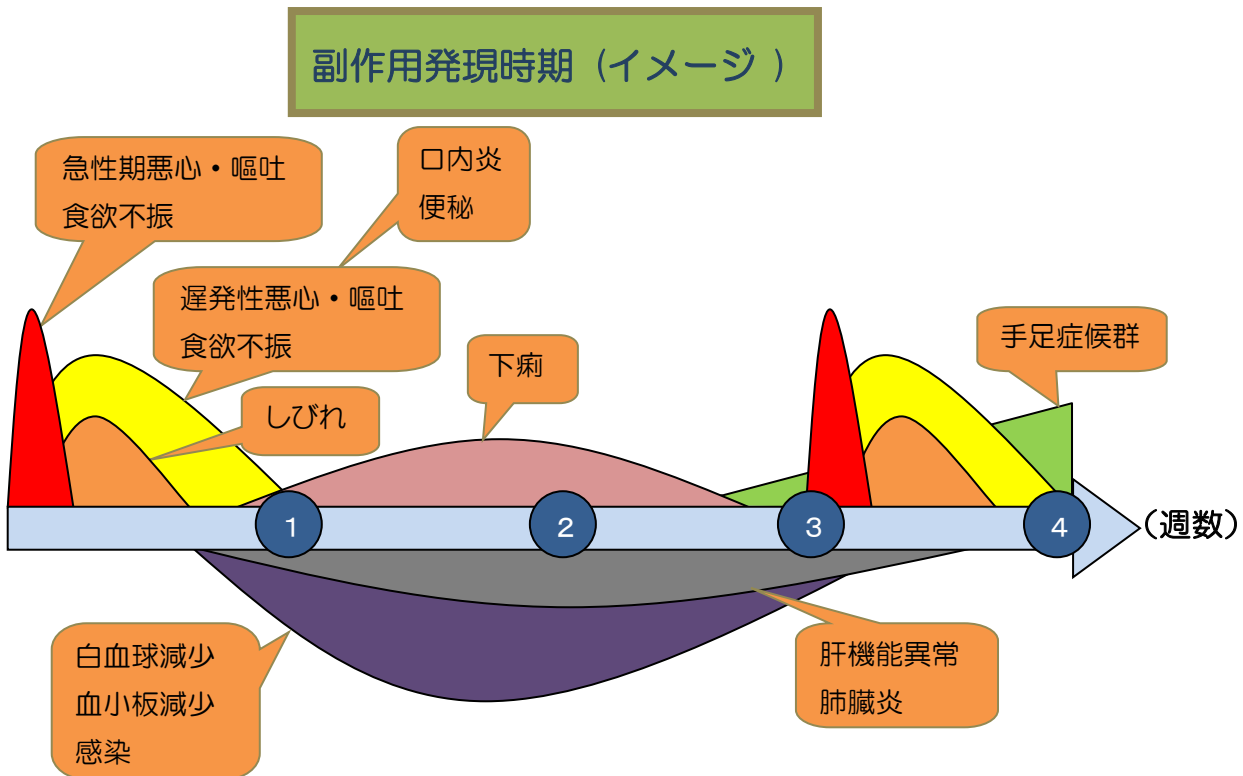 副作用発現時期（イメージ ）
急性期悪心・嘔吐
食欲不振
口内炎
便秘
遅発性悪心・嘔吐
食欲不振
しびれ
下痢
手足症候群
1
2
3
4
（週数）
白血球減少
血小板減少
感染
肝機能異常
肺臓炎